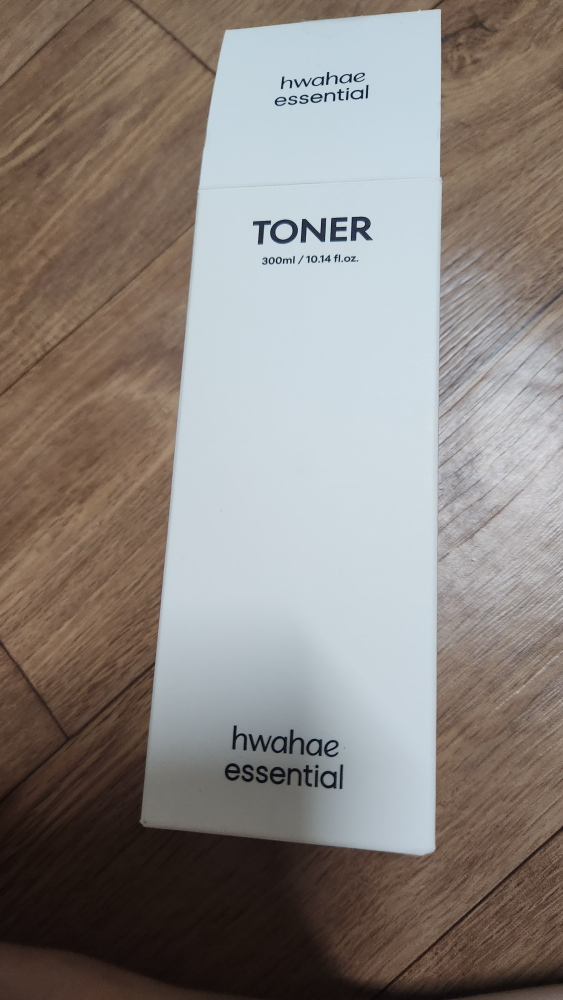 hwahae
essential
TONER
300ml / 10.14 fl.oz.
hwahae
essential